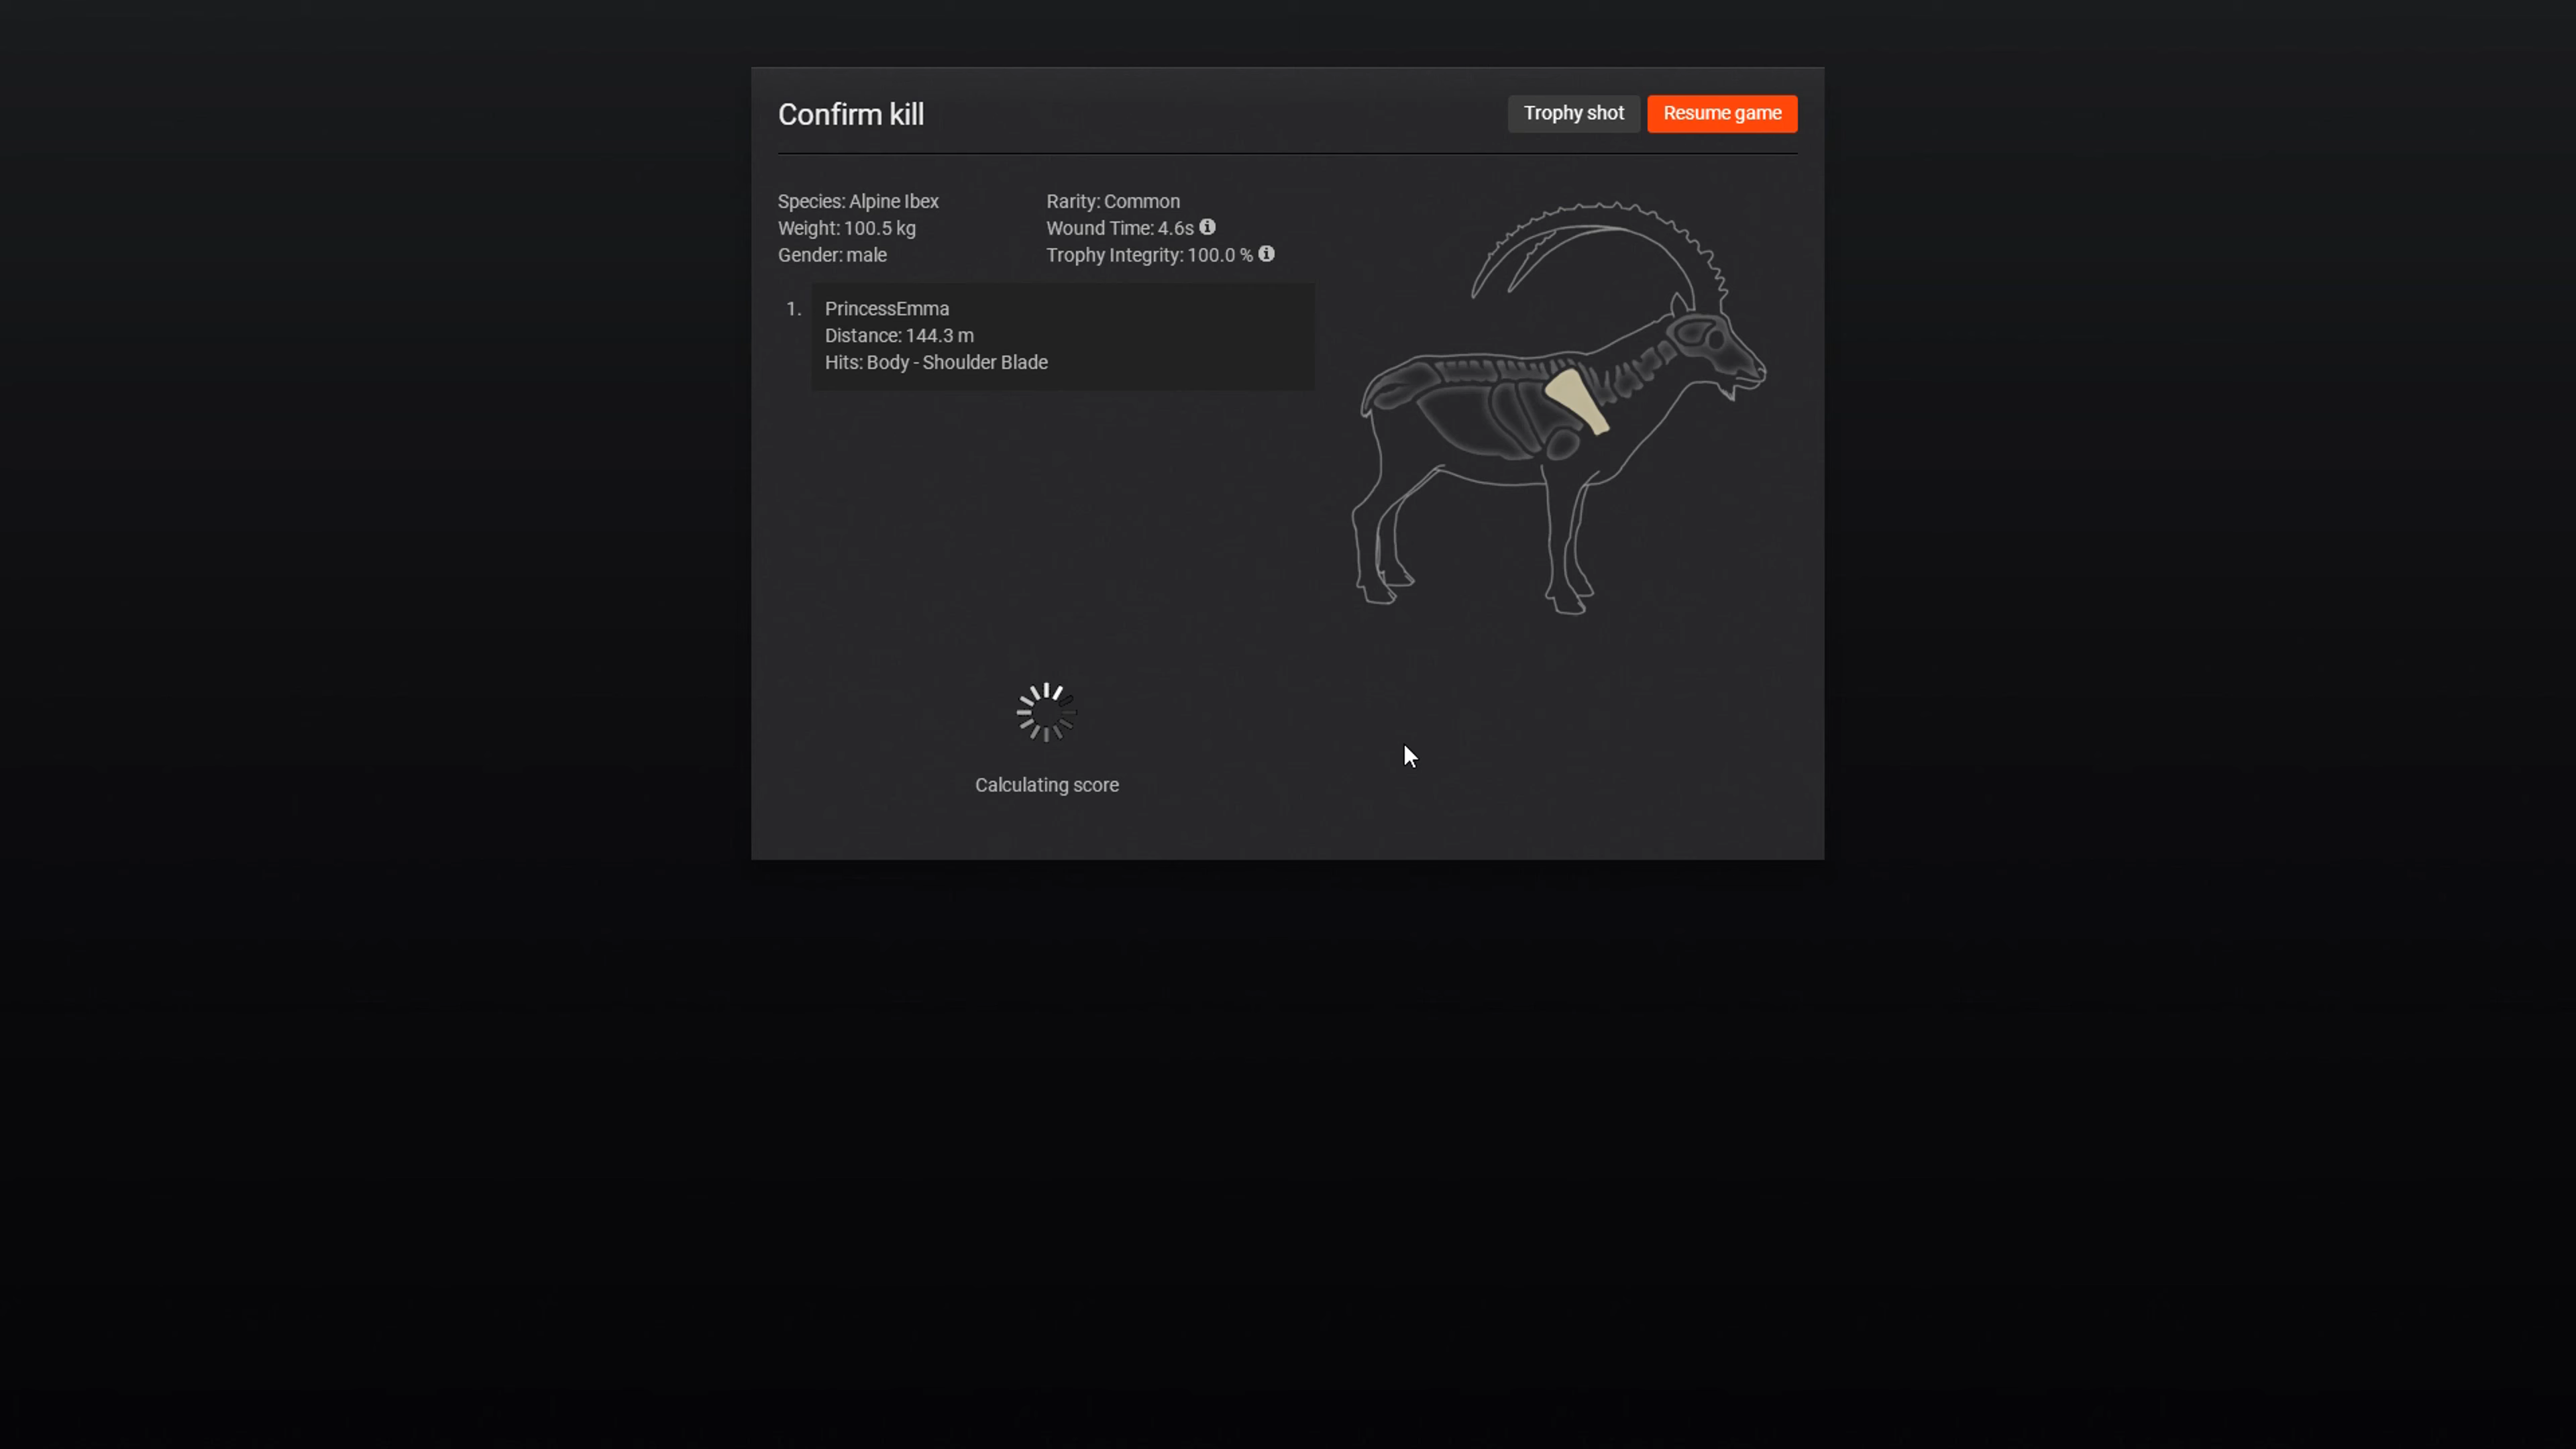 Confirm kill
Trophy shot
Resume game
Species: Alpine Ibex
Weight: 100.5 kg
Gender: male
Rarity: Common
Wound Time: 4.6s
Trophy Integrity: 100.0 %
1.
PrincessEmma
Distance: 144.3 m
Hits: Body - Shoulder Blade
Calculating score